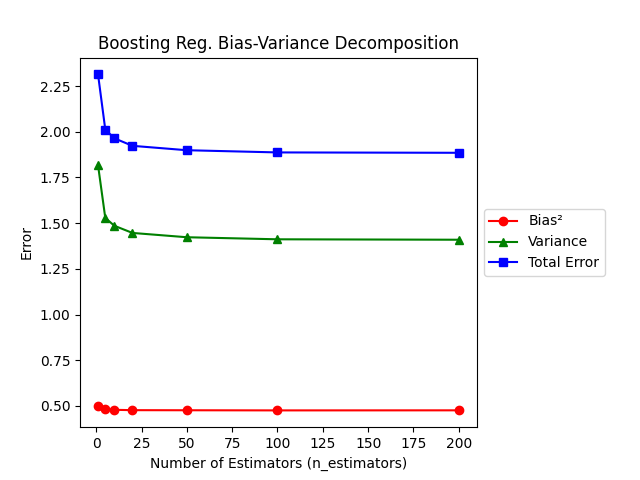 Boosting Reg. Bias-Variance Decomposition
2.25
2.00
1.75
1.50
1.25
1.00
0.75
0.50
Error
0 25 50 75 100 125 150 175 200
Number of Estimators (n_estimators)
Bias²
Variance
Total Error